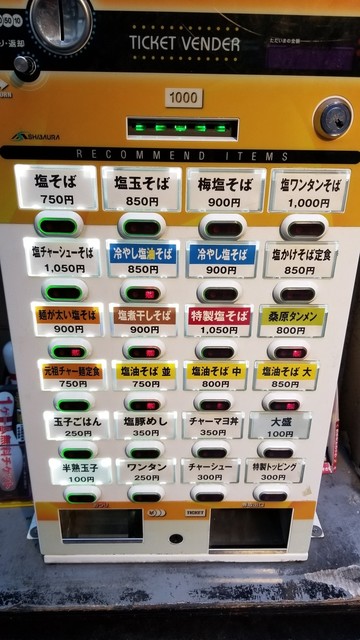 50 10
り・返却
TICKET VENDER
1000
SHIBAURA
RECOMMEND ITEMS
塩そば
750円
塩玉そば
850円
梅塩そば
900円
塩ワンタンそば
1,000円
塩チャーシューそば
1,050円
冷やし塩油そば
850円
冷やし塩そば
900円
塩かけそば定食
850円
麺が太い塩そば
900円
塩煮干しそば
900円
特製塩そば
1,050円
桑原タンメン
800円
元祖チャー麺定食
750円
塩油そば 並
750円
塩油そば 中
800円
塩油そば 大
850円
玉子ごはん
250円
塩豚めし
350円
チャーマヨ丼
350円
大盛
100円
半熟玉子
100円
ワンタン
250円
チャーシュー
300円
特製トッピング
300円
TICKET